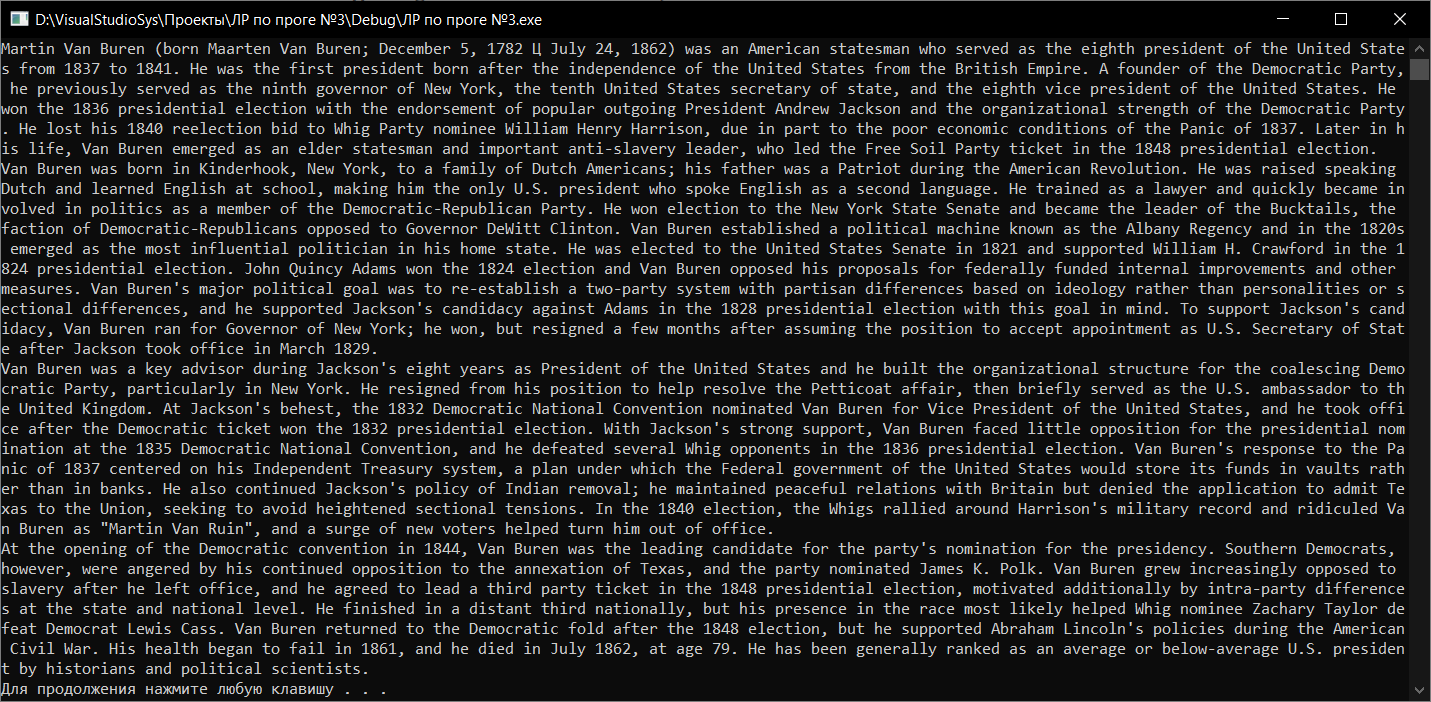 D:\VisualStudioSys\Проекты\ЛР по проге №3\Debug\ЛР по проге №3.exe
Martin Van Buren (born Maarten Van Buren; December 5, 1782 Ц July 24, 1862) was an American statesman who served as the eighth president of the United State
s from 1837 to 1841. He was the first president born after the independence of the United States from the British Empire. A founder of the Democratic Party,
 he previously served as the ninth governor of New York, the tenth United States secretary of state, and the eighth vice president of the United States. He
won the 1836 presidential election with the endorsement of popular outgoing President Andrew Jackson and the organizational strength of the Democratic Party
. He lost his 1840 reelection bid to Whig Party nominee William Henry Harrison, due in part to the poor economic conditions of the Panic of 1837. Later in h
is life, Van Buren emerged as an elder statesman and important anti-slavery leader, who led the Free Soil Party ticket in the 1848 presidential election.
Van Buren was born in Kinderhook, New York, to a family of Dutch Americans; his father was a Patriot during the American Revolution. He was raised speaking
Dutch and learned English at school, making him the only U.S. president who spoke English as a second language. He trained as a lawyer and quickly became in
volved in politics as a member of the Democratic-Republican Party. He won election to the New York State Senate and became the leader of the Bucktails, the
faction of Democratic-Republicans opposed to Governor DeWitt Clinton. Van Buren established a political machine known as the Albany Regency and in the 1820s
 emerged as the most influential politician in his home state. He was elected to the United States Senate in 1821 and supported William H. Crawford in the 1
824 presidential election. John Quincy Adams won the 1824 election and Van Buren opposed his proposals for federally funded internal improvements and other
measures. Van Buren's major political goal was to re-establish a two-party system with partisan differences based on ideology rather than personalities or s
ectional differences, and he supported Jackson's candidacy against Adams in the 1828 presidential election with this goal in mind. To support Jackson's cand
idacy, Van Buren ran for Governor of New York; he won, but resigned a few months after assuming the position to accept appointment as U.S. Secretary of Stat
e after Jackson took office in March 1829.
Van Buren was a key advisor during Jackson's eight years as President of the United States and he built the organizational structure for the coalescing Demo
cratic Party, particularly in New York. He resigned from his position to help resolve the Petticoat affair, then briefly served as the U.S. ambassador to th
e United Kingdom. At Jackson's behest, the 1832 Democratic National Convention nominated Van Buren for Vice President of the United States, and he took offi
ce after the Democratic ticket won the 1832 presidential election. With Jackson's strong support, Van Buren faced little opposition for the presidential nom
ination at the 1835 Democratic National Convention, and he defeated several Whig opponents in the 1836 presidential election. Van Buren's response to the Pa
nic of 1837 centered on his Independent Treasury system, a plan under which the Federal government of the United States would store its funds in vaults rath
er than in banks. He also continued Jackson's policy of Indian removal; he maintained peaceful relations with Britain but denied the application to admit Te
xas to the Union, seeking to avoid heightened sectional tensions. In the 1840 election, the Whigs rallied around Harrison's military record and ridiculed Va
n Buren as "Martin Van Ruin", and a surge of new voters helped turn him out of office.
At the opening of the Democratic convention in 1844, Van Buren was the leading candidate for the party's nomination for the presidency. Southern Democrats,
however, were angered by his continued opposition to the annexation of Texas, and the party nominated James K. Polk. Van Buren grew increasingly opposed to
slavery after he left office, and he agreed to lead a third party ticket in the 1848 presidential election, motivated additionally by intra-party difference
s at the state and national level. He finished in a distant third nationally, but his presence in the race most likely helped Whig nominee Zachary Taylor de
feat Democrat Lewis Cass. Van Buren returned to the Democratic fold after the 1848 election, but he supported Abraham Lincoln's policies during the American
 Civil War. His health began to fail in 1861, and he died in July 1862, at age 79. He has been generally ranked as an average or below-average U.S. presiden
t by historians and political scientists.
Для продолжения нажмите любую клавишу . . .